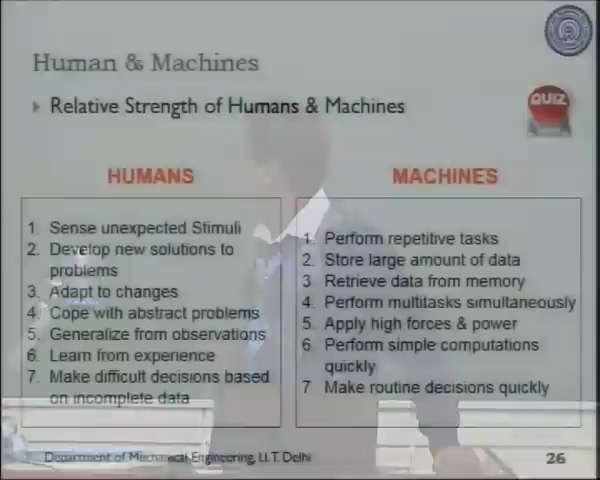 Human & Machines
Relative Strength of Humans & Machines
QUIZ
HUMANS
1. Sense unexpected Stimuli
2. Develop new solutions to
problems
3. Adapt to changes
4. Cope with abstract problems
5. Generalize from observations
6. Learn from experience
7. Make difficult decisions based
on incomplete data
MACHINES
1. Perform repetitive tasks
2. Store large amount of data
3 Retrieve data from memory
4. Perform multitasks simultaneously
5. Apply high forces & power
6. Perform simple computations
quickly
7 Make routine decisions quickly
Department of Mechanical Engineering, I.I.T. Delhi
26